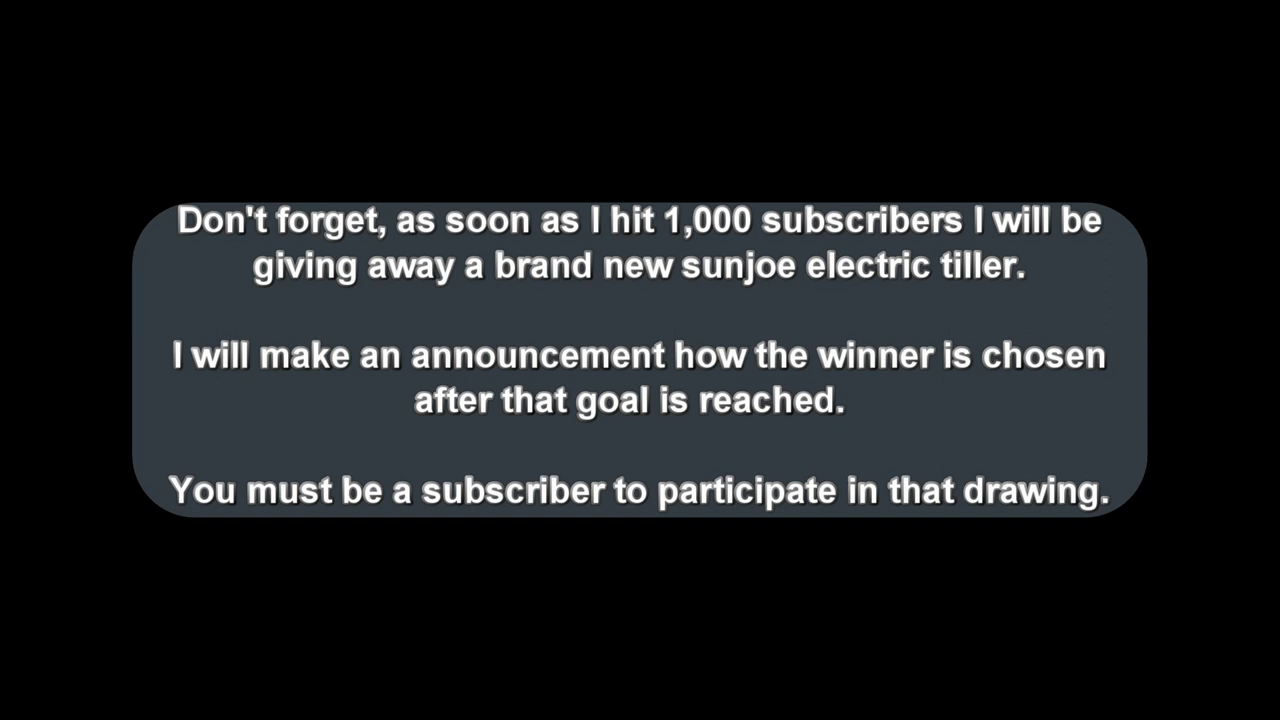 Don't forget, as soon as I hit 1,000 subscribers I will be
giving away a brand new sunjoe electric tiller.
I will make an announcement how the winner is chosen
after that goal is reached.
You must be a subscriber to participate in that drawing.